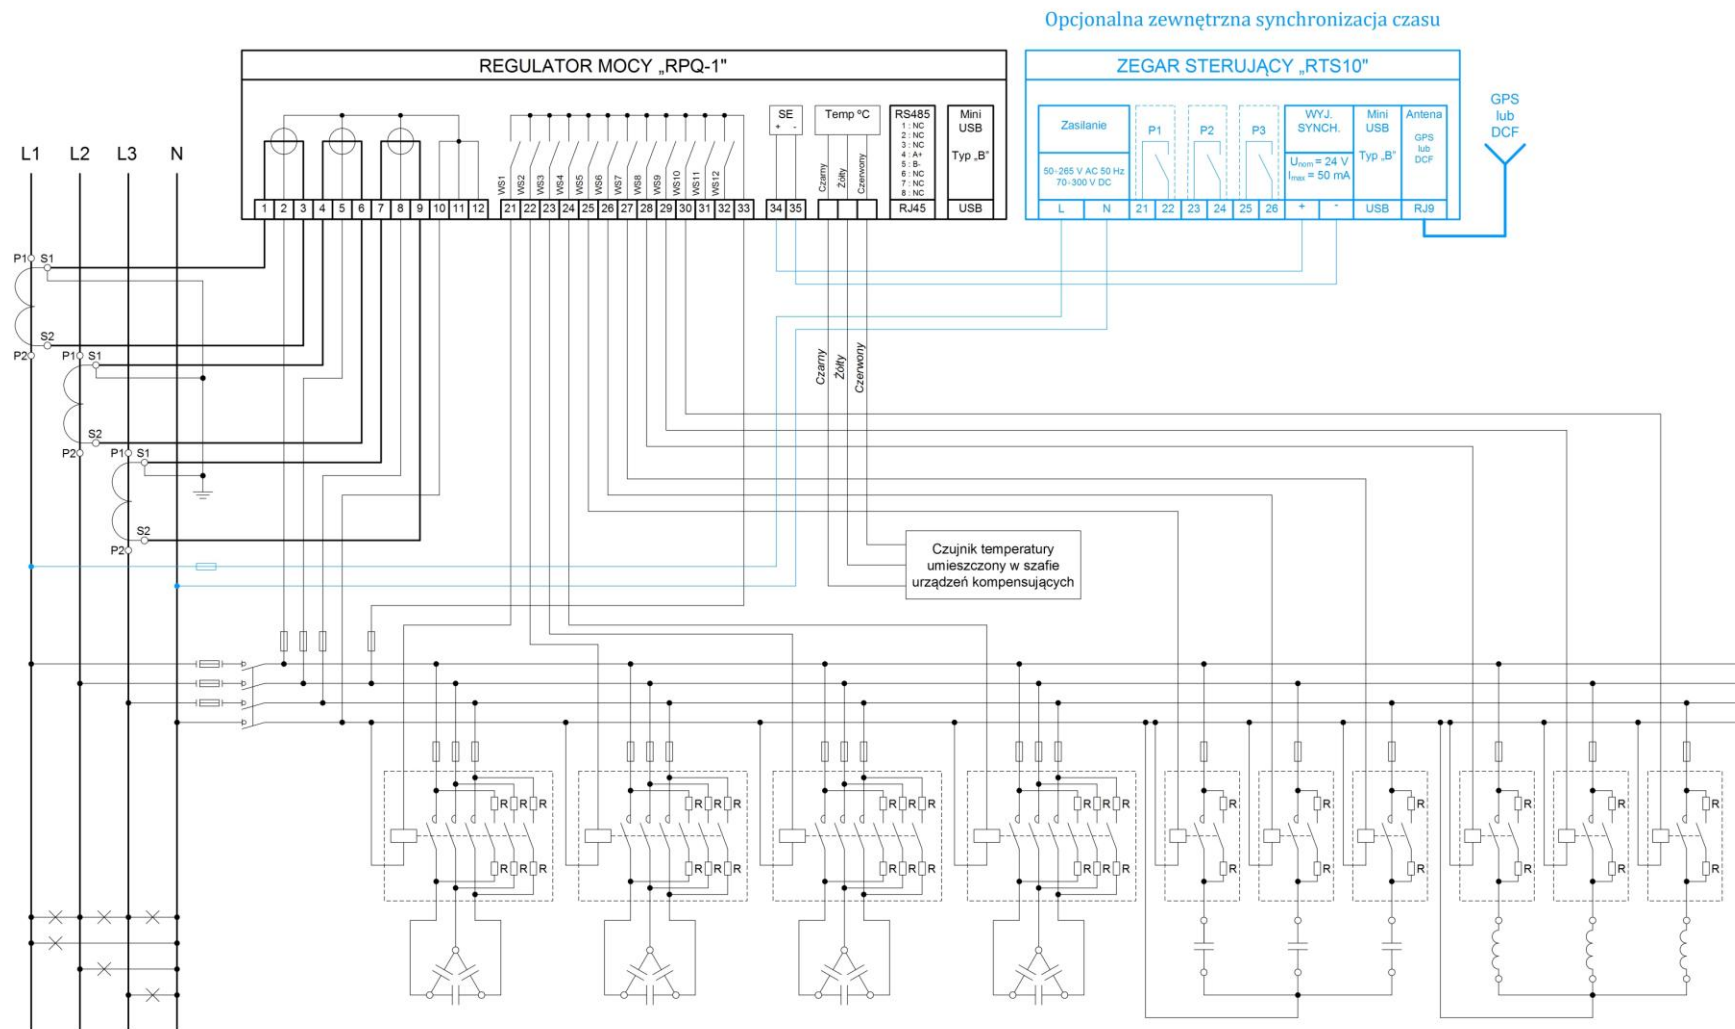 Opcjonalna zewnętrzna synchronizacja czasu
REGULATOR MOCY „RPQ-1"
ZEGAR STERUJĄCY „RTS10"
SE
+ -
Temp ºC
Czarny
Żółty
Czerwony
RS485
1 : NC
2 : NC
3 : NC
4 : A+
5 : B-
6 : NC
7 : NC
8 : NC
RJ45
Mini
USB
Typ „B"
USB
WS1
WS2
WS3
WS4
WS5
WS6
WS7
WS8
WS9
WS10
WS11
WS12
1 2 3 4 5 6 7 8 9 10 11 12
21 22 23 24 25 26 27 28 29 30 31 32 33
34 35
Zasilanie
50-265 V AC 50 Hz
70-300 V DC
L N
P1
P2
P3
21 22 23 24 25 26
WYJ.
SYNCH.
Unom = 24 V
Imax = 50 mA
+ -
Mini
USB
Typ „B"
USB
Antena
GPS
lub
DCF
RJ9
GPS
lub
DCF
L1 L2 L3 N
P1 S1
S2
P2
P1 S1
S2
P2
P1 S1
S2
P2
Czarny
Żółty
Czerwony
Czujnik temperatury
umieszczony w szafie
urządzeń kompensujących
R R R
R R R
R R R
R R R
R R R
R R R
R R R
R R R
R
R
R
R
R
R
R
R
R
R
R
R